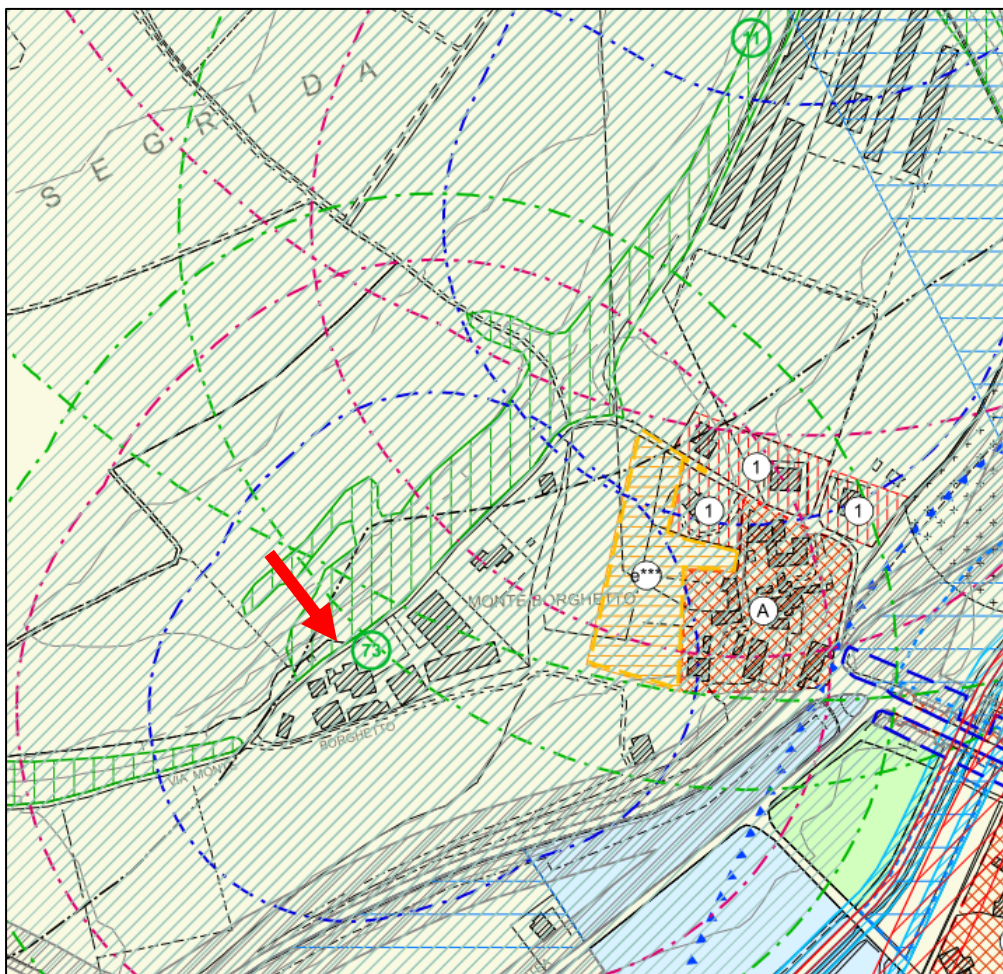 11
SEGRIDA
1
1
1
e***
MONTE BORGHETTO
A
73
BORGHETTO
VIA MONT